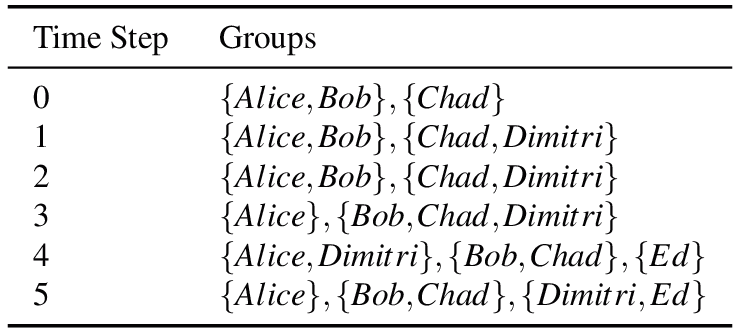 Time Step Groups
0 {Alice,Bob},{Chad}
1 {Alice,Bob},{Chad,Dimitri}
2 {Alice,Bob},{Chad,Dimitri}
3 {Alice},{Bob,Chad,Dimitri}
4 {Alice,Dimitri},{Bob,Chad},{Ed}
5 {Alice},{Bob,Chad},{Dimitri,Ed}